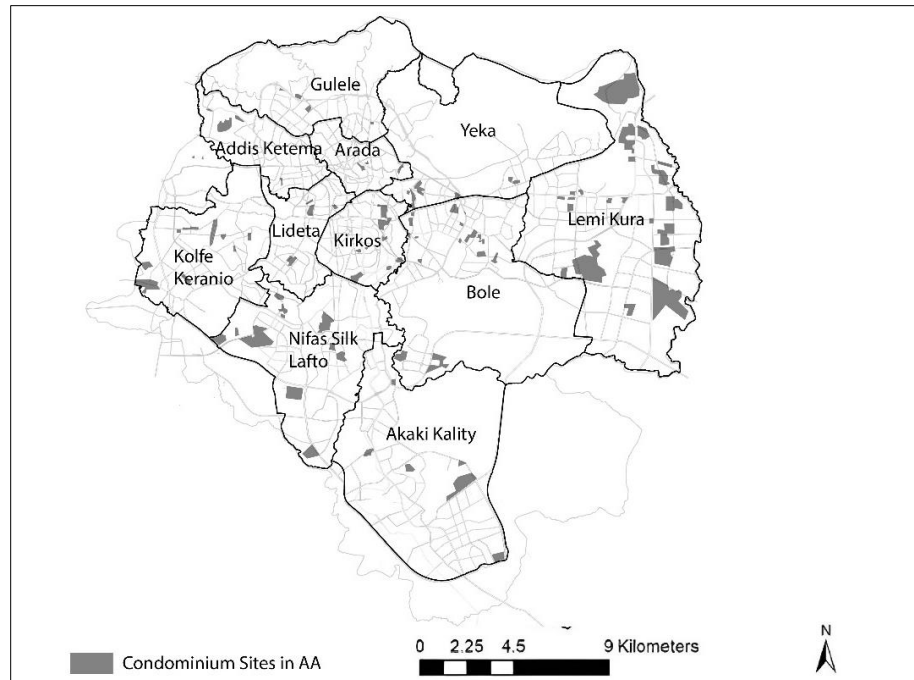 Gulele
Yeka
Addis Ketema
Arada
Lemi Kura
Lideta
Kirkos
Kolfe
Keranio
Bole
Nifas Silk
Lafto
Akaki Kality
Condominium Sites in AA
0 2.25 4.5 9 Kilometers
N